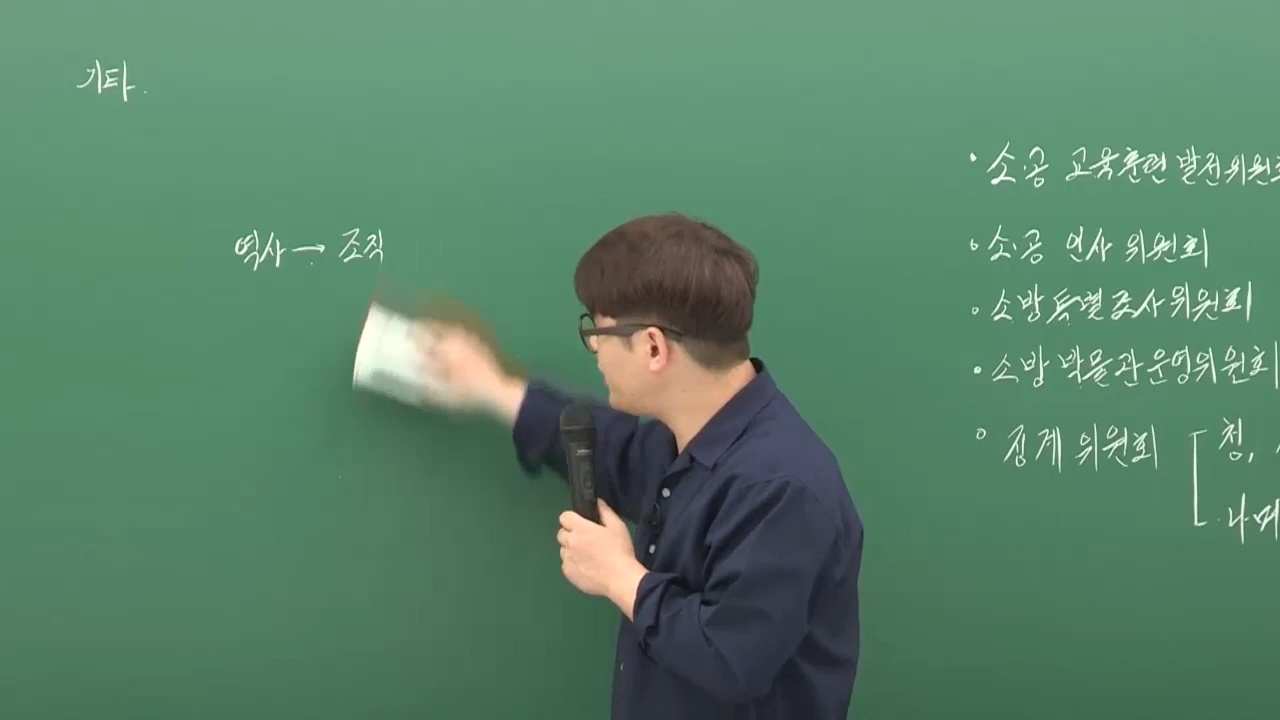 기타.
역사 → 조직
• 소·공 교육훈련 발전위원회
• 소·공 인사 위원회
• 소방특별조사위원회
• 소방 박물관운영위원회
• 징계 위원회 [ 청,
나머